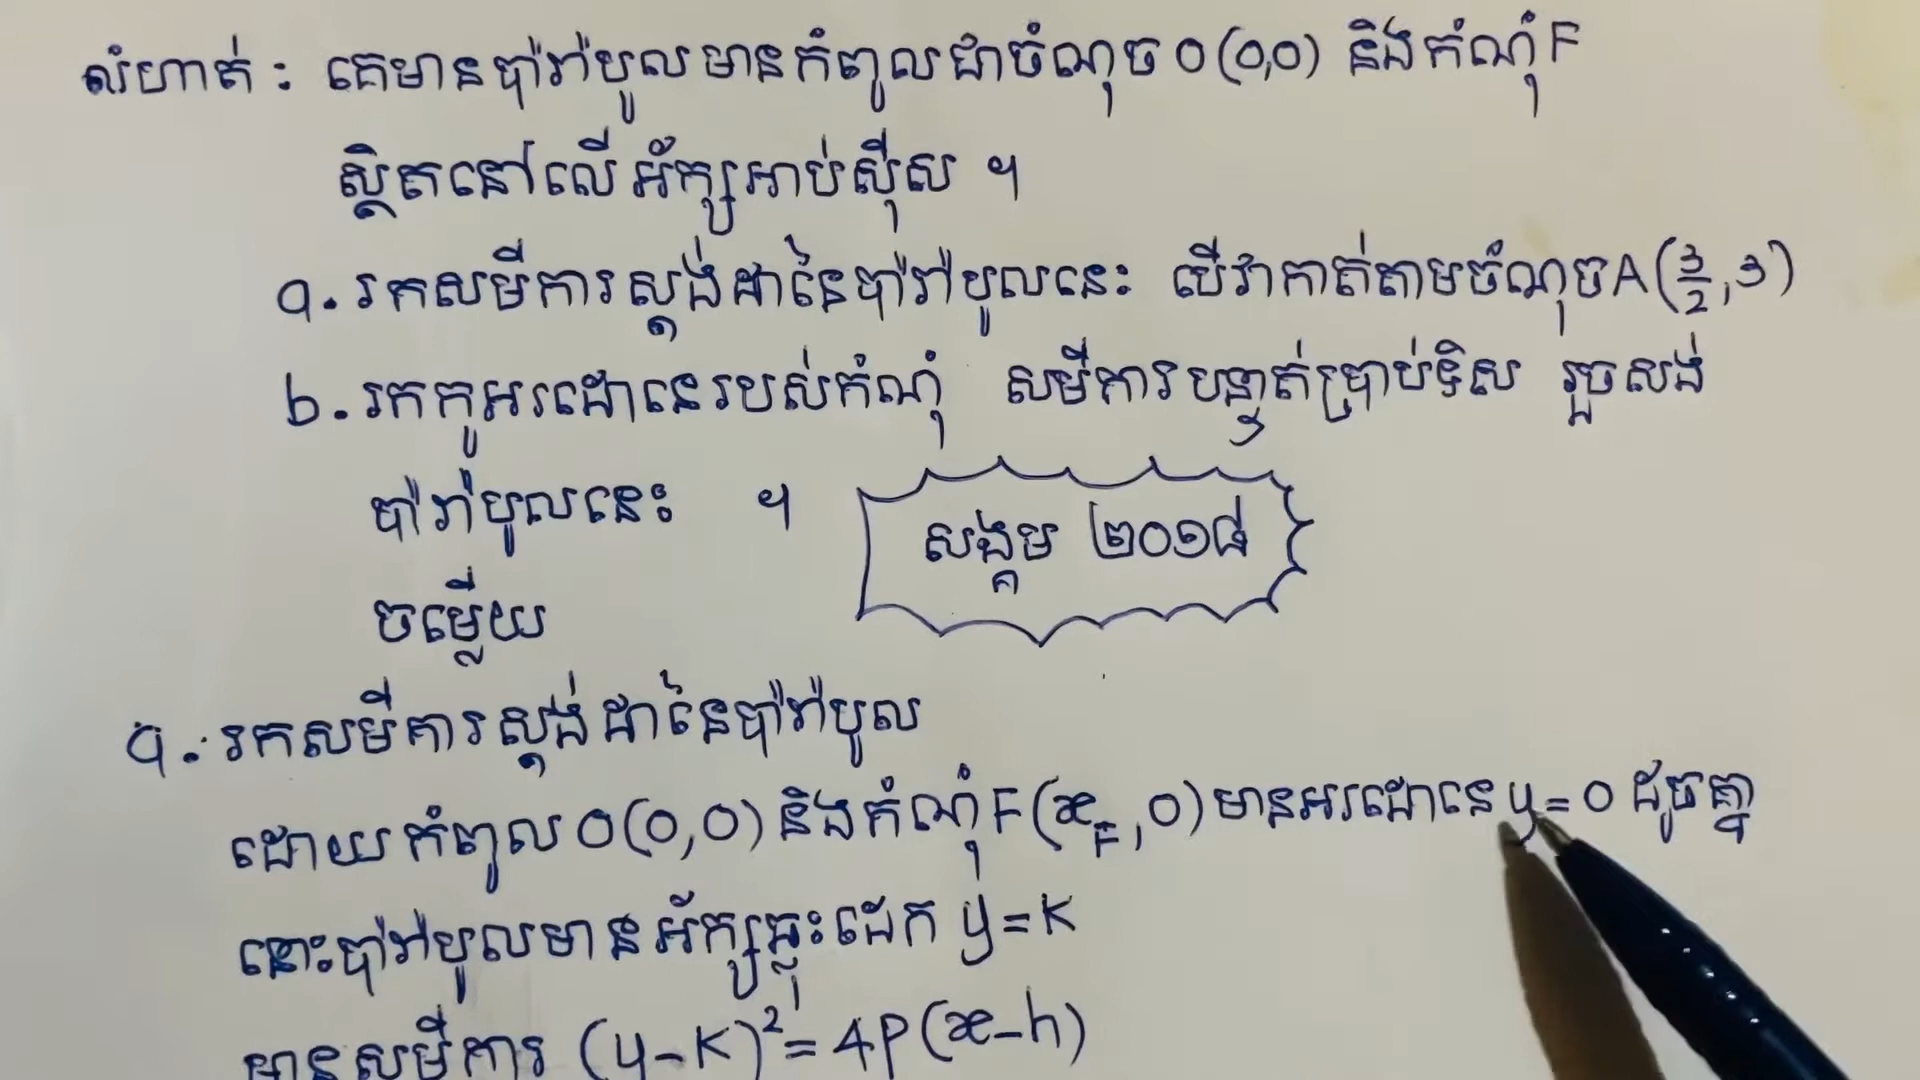 លំហាត់ : គេមានប៉ារ៉ាបូលមានកំពូលជាចំណុច O(0,0) និងកំណុំ F
ស្ថិតនៅលើអ័ក្សអាប់ស៊ីស ។
a. រកសមីការស្តង់ដានៃប៉ារ៉ាបូលនេះ បើវាកាត់តាមចំណុច A(3/2, 3)
b. រកកូអរដោនេរបស់កំណុំ សមីការបន្ទាត់ប្រាប់ទិស រួចសង់
ប៉ារ៉ាបូលនេះ ។
សង្គម ២០១៨
ចម្លើយ
a. រកសមីការស្តង់ដានៃប៉ារ៉ាបូល
ដោយកំពូល O(0,0) និងកំណុំ F(x_F, 0) មានអរដោនេ y=0 ដូចគ្នា
នោះប៉ារ៉ាបូលមានអ័ក្សឆ្លុះដេក y=K
មានសមីការ (y-K)²=4P(x-h)